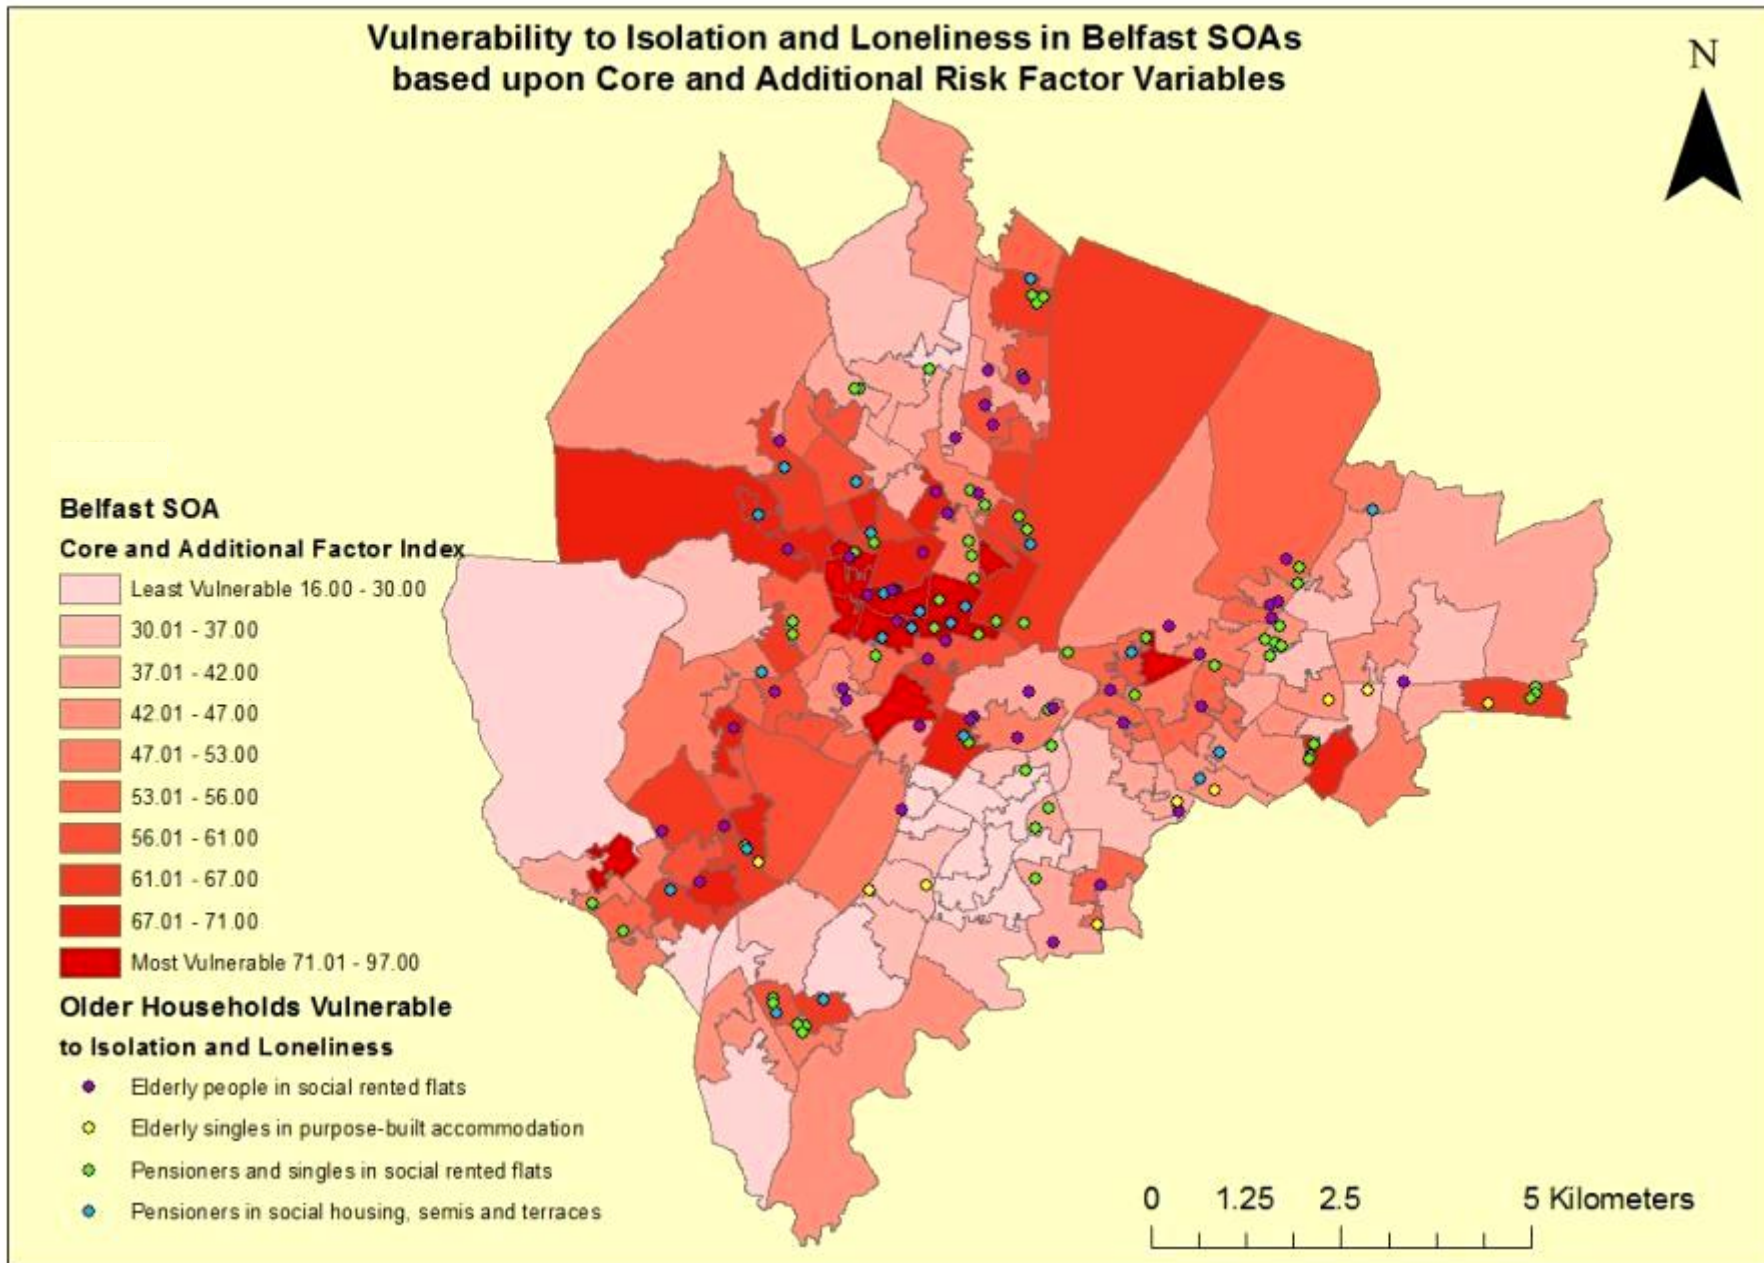 Vulnerability to Isolation and Loneliness in Belfast SOAs
based upon Core and Additional Risk Factor Variables
N
Belfast SOA
Core and Additional Factor Index
Least Vulnerable 16.00 - 30.00
30.01 - 37.00
37.01 - 42.00
42.01 - 47.00
47.01 - 53.00
53.01 - 56.00
56.01 - 61.00
61.01 - 67.00
67.01 - 71.00
Most Vulnerable 71.01 - 97.00
Older Households Vulnerable
to Isolation and Loneliness
Elderly people in social rented flats
Elderly singles in purpose-built accommodation
Pensioners and singles in social rented flats
Pensioners in social housing, semis and terraces
0 1.25 2.5 5 Kilometers